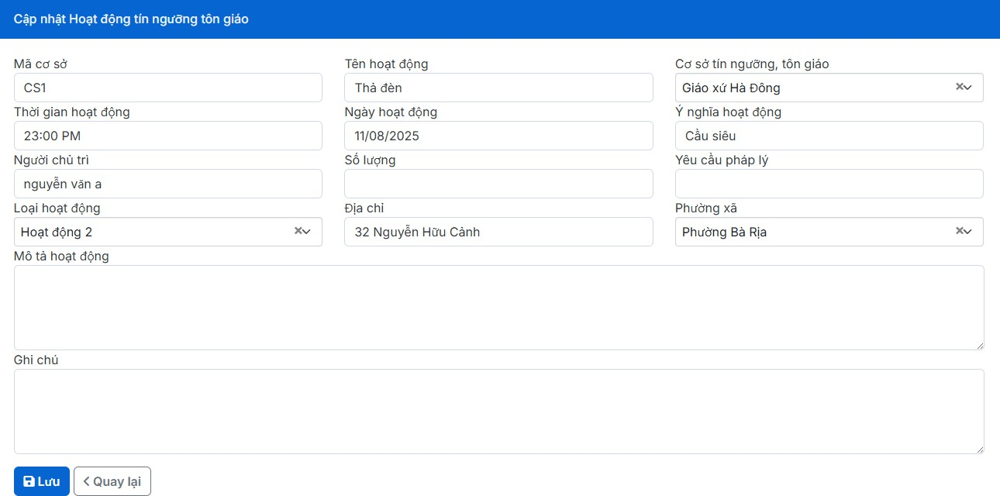 Cập nhật Hoạt động tín ngưỡng tôn giáo
Mã cơ sở
Tên hoạt động
Cơ sở tín ngưỡng, tôn giáo
CS1
Thả đèn
Giáo xứ Hà Đông
Thời gian hoạt động
Ngày hoạt động
Ý nghĩa hoạt động
23:00 PM
11/08/2025
Cầu siêu
Người chủ trì
Số lượng
Yêu cầu pháp lý
nguyễn văn a
Loại hoạt động
Địa chỉ
Phường xã
Hoạt động 2
32 Nguyễn Hữu Cảnh
Phường Bà Rịa
Mô tả hoạt động
Ghi chú
Lưu
Quay lại